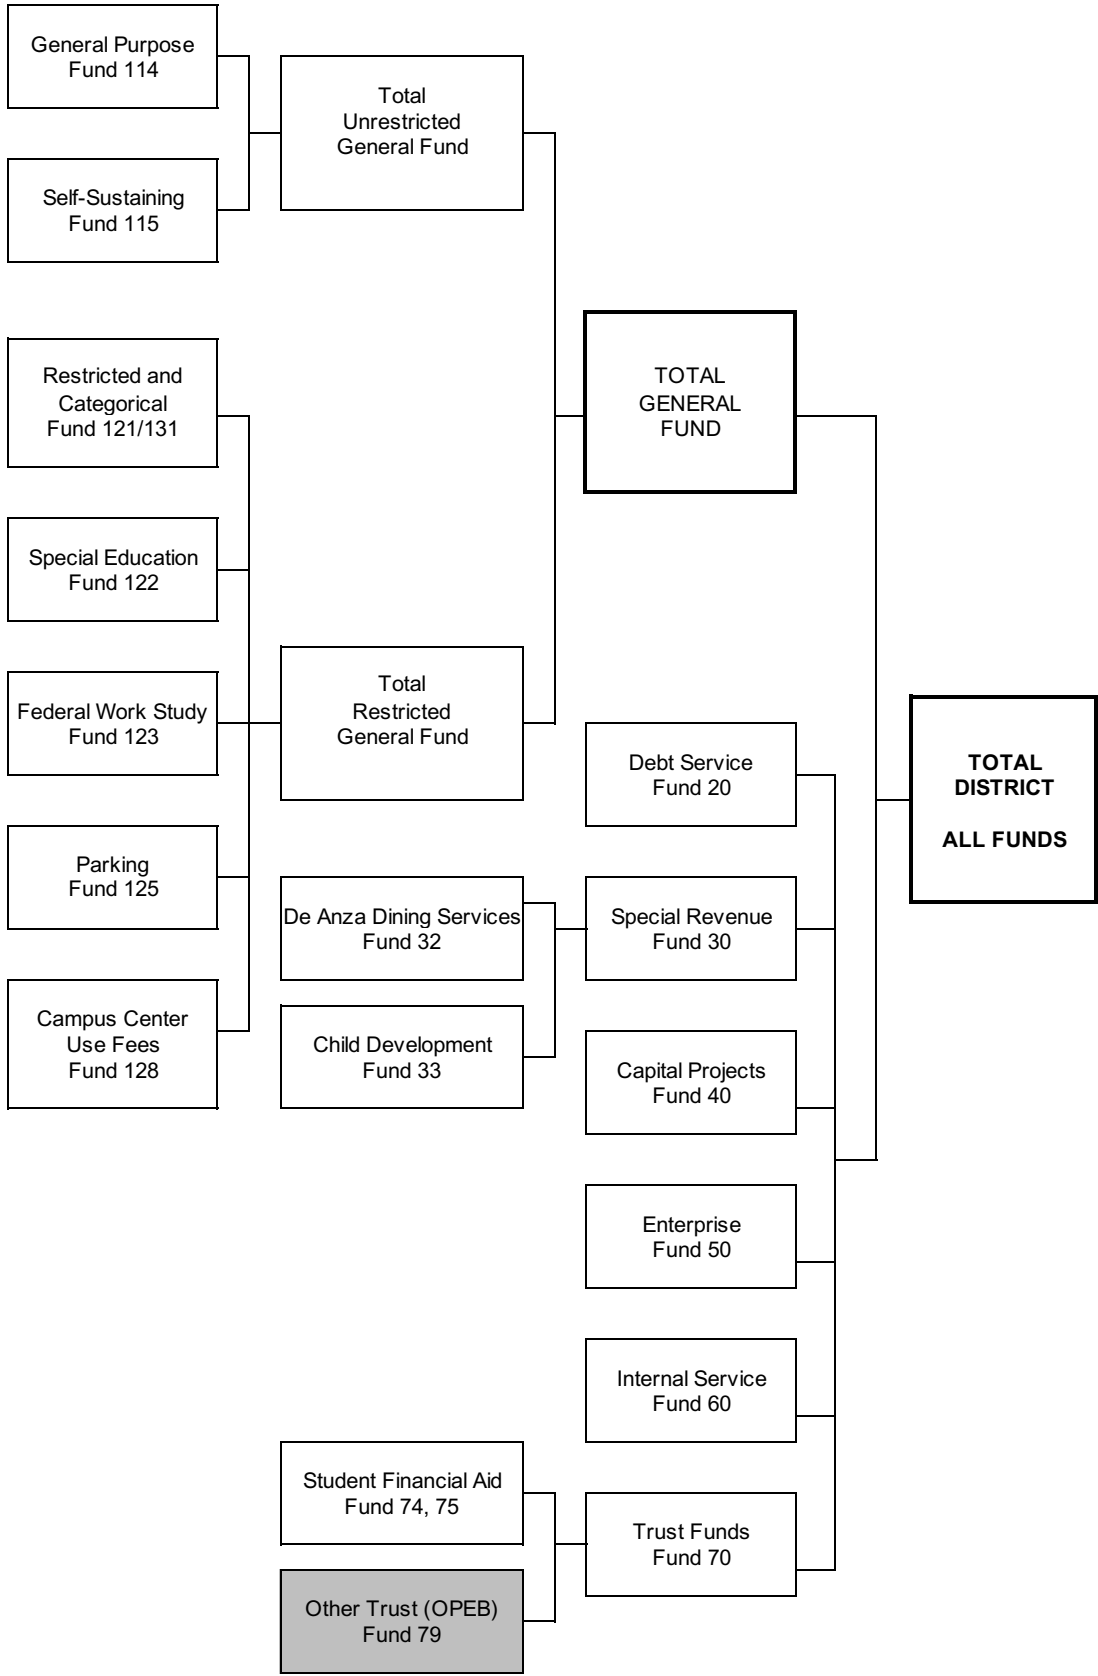 General Purpose
Fund 114
Self-Sustaining
Fund 115
Total
Unrestricted
General Fund
Restricted and
Categorical
Fund 121/131
Special Education
Fund 122
Federal Work Study
Fund 123
Parking
Fund 125
Campus Center
Use Fees
Fund 128
Total
Restricted
General Fund
TOTAL
GENERAL
FUND
De Anza Dining Services
Fund 32
Child Development
Fund 33
Debt Service
Fund 20
Special Revenue
Fund 30
Capital Projects
Fund 40
Enterprise
Fund 50
Internal Service
Fund 60
Student Financial Aid
Fund 74, 75
Other Trust (OPEB)
Fund 79
Trust Funds
Fund 70
TOTAL
DISTRICT
ALL FUNDS